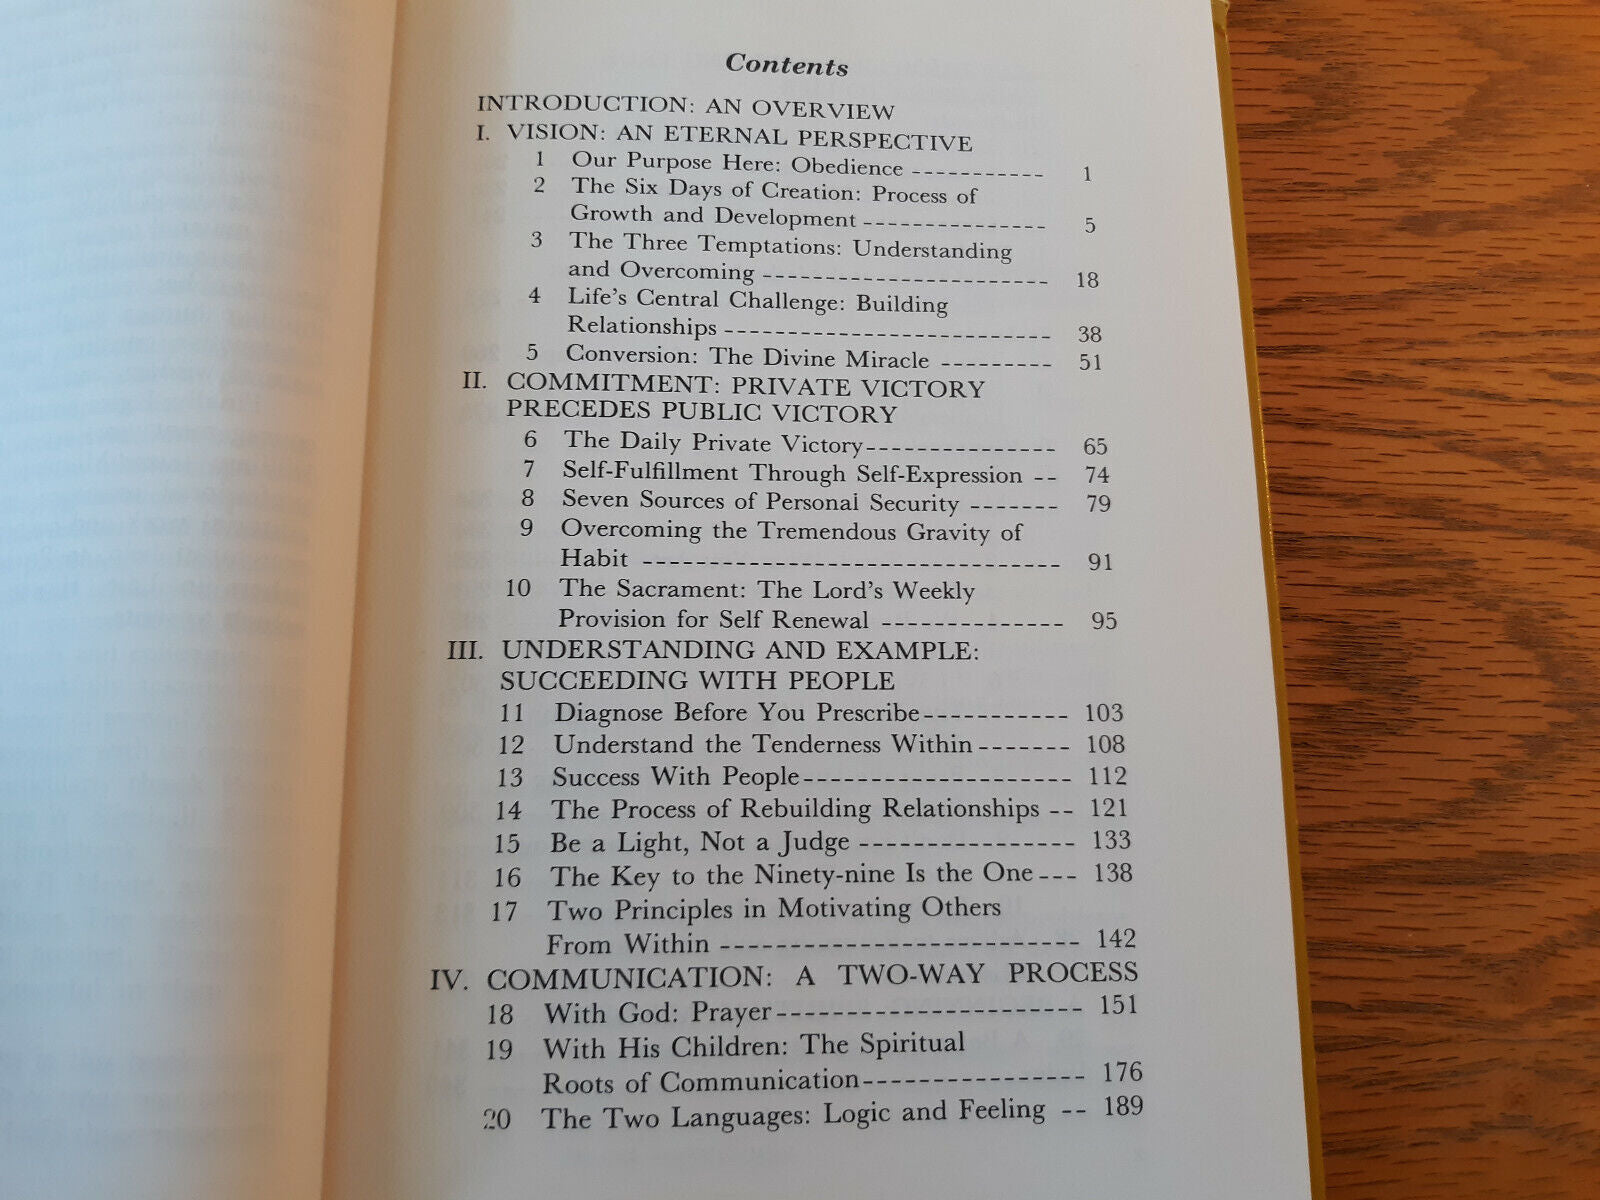 Contents
INTRODUCTION: AN OVERVIEW
I. VISION: AN ETERNAL PERSPECTIVE
1 Our Purpose Here: Obedience ----------- 1
2 The Six Days of Creation: Process of
Growth and Development --------------- 5
3 The Three Temptations: Understanding
and Overcoming ----------------------- 18
4 Life's Central Challenge: Building
Relationships -------------------------- 38
5 Conversion: The Divine Miracle --------- 51
II. COMMITMENT: PRIVATE VICTORY
PRECEDES PUBLIC VICTORY
6 The Daily Private Victory --------------- 65
7 Self-Fulfillment Through Self-Expression -- 74
8 Seven Sources of Personal Security ------- 79
9 Overcoming the Tremendous Gravity of
Habit --------------------------------- 91
10 The Sacrament: The Lord's Weekly
Provision for Self Renewal -------------- 95
III. UNDERSTANDING AND EXAMPLE:
SUCCEEDING WITH PEOPLE
11 Diagnose Before You Prescribe ----------- 103
12 Understand the Tenderness Within ------- 108
13 Success With People --------------------- 112
14 The Process of Rebuilding Relationships -- 121
15 Be a Light, Not a Judge ---------------- 133
16 The Key to the Ninety-nine Is the One --- 138
17 Two Principles in Motivating Others
From Within --------------------------- 142
IV. COMMUNICATION: A TWO-WAY PROCESS
18 With God: Prayer ----------------------- 151
19 With His Children: The Spiritual
Roots of Communication ----------------- 176
20 The Two Languages: Logic and Feeling -- 189